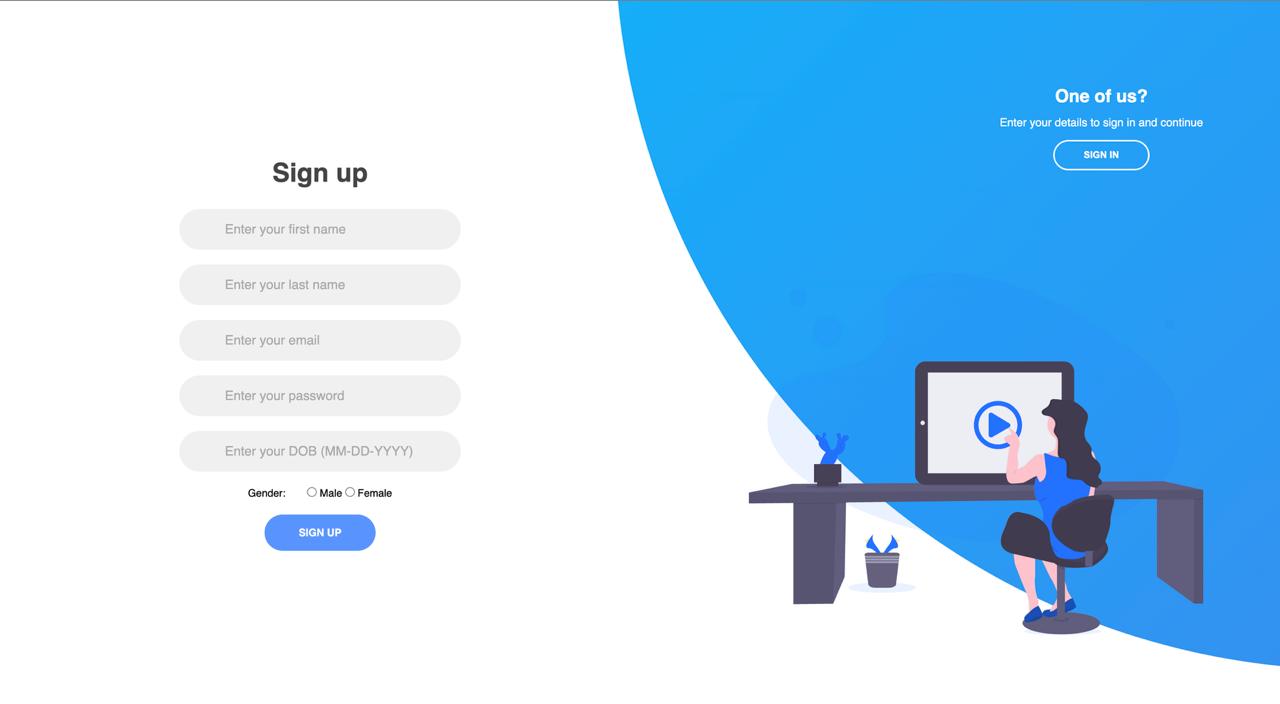 Sign up
Enter your first name
Enter your last name
Enter your email
Enter your password
Enter your DOB (MM-DD-YYYY)
Gender: Male Female
SIGN UP
One of us?
Enter your details to sign in and continue
SIGN IN